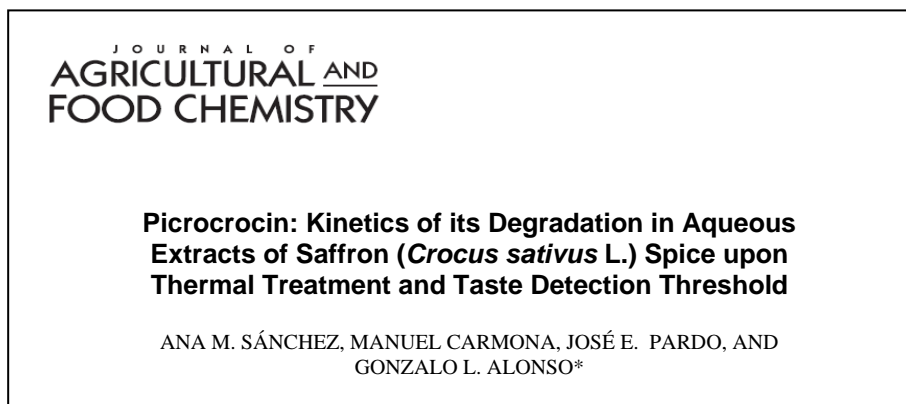 JOURNAL OF
AGRICULTURAL AND
FOOD CHEMISTRY
Picrocrocin: Kinetics of its Degradation in Aqueous
Extracts of Saffron (Crocus sativus L.) Spice upon
Thermal Treatment and Taste Detection Threshold
ANA M. SÁNCHEZ, MANUEL CARMONA, JOSÉ E. PARDO, AND
GONZALO L. ALONSO*